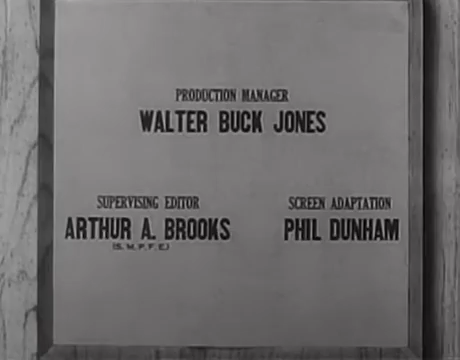 PRODUCTION MANAGER
WALTER BUCK JONES
SUPERVISING EDITOR
ARTHUR A. BROOKS
(S. M. P. F. E.)
SCREEN ADAPTATION
PHIL DUNHAM